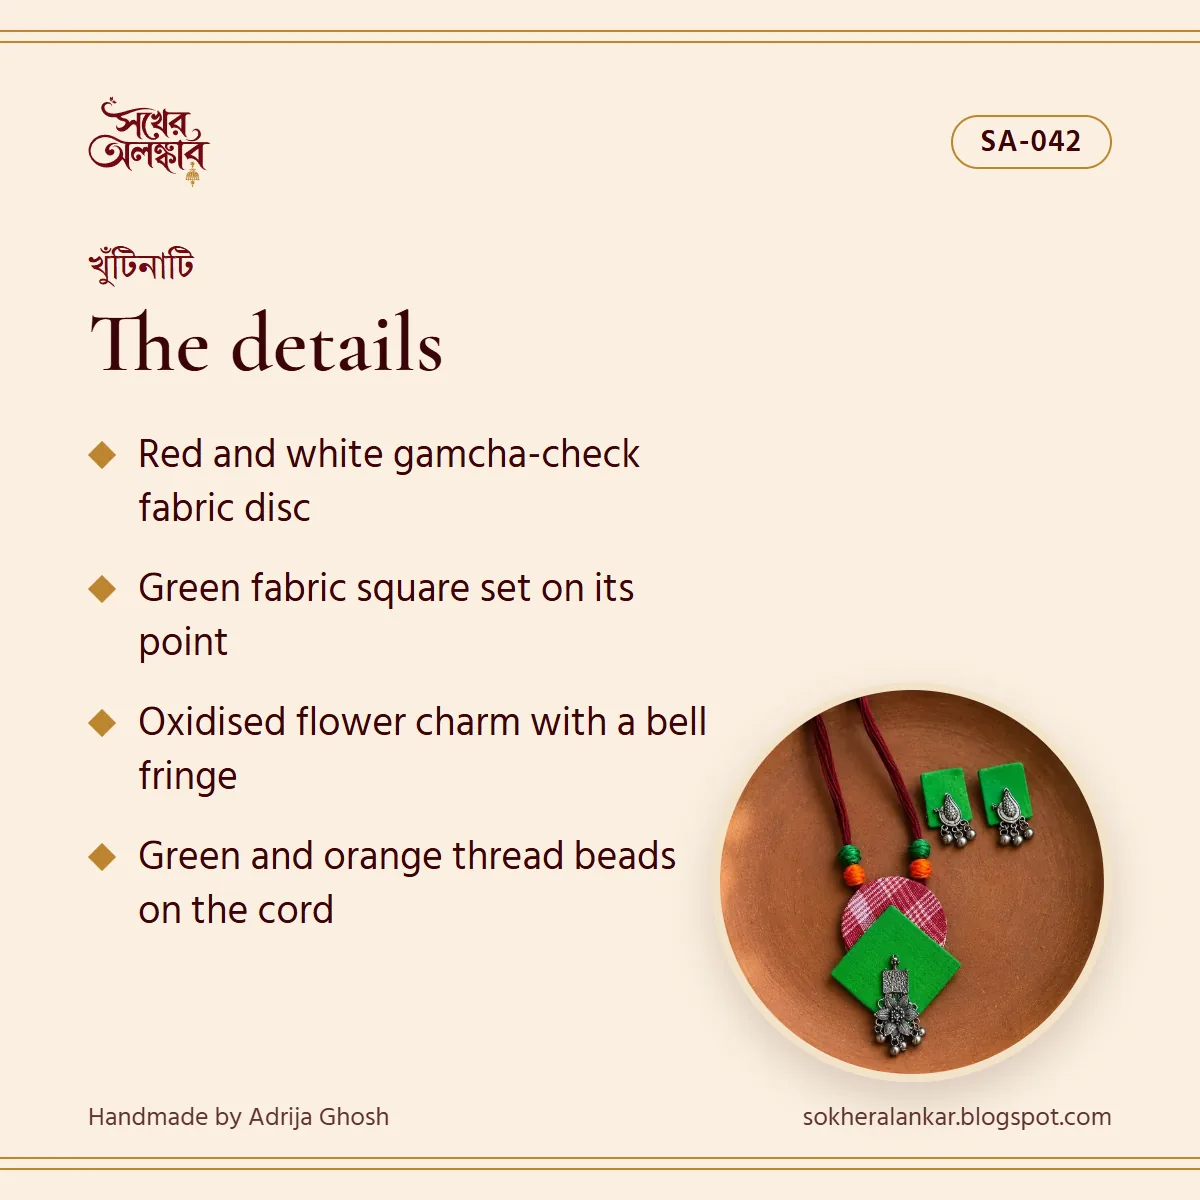 সখের
অলঙ্কার
SA-042
খুঁটিনাটি
The details
Red and white gamcha-check
fabric disc
Green fabric square set on its
point
Oxidised flower charm with a bell
fringe
Green and orange thread beads
on the cord
Handmade by Adrija Ghosh
sokheralankar.blogspot.com